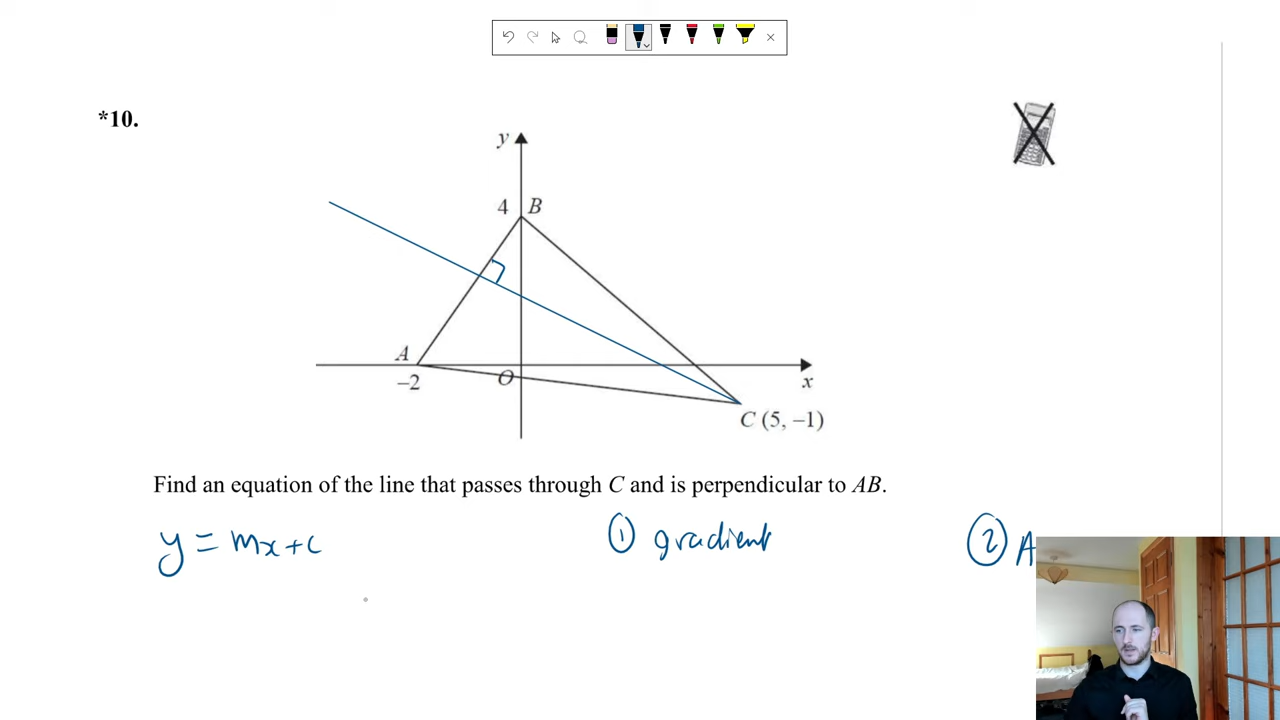 *10.
y
4 B
A
-2
O
x
C (5, –1)
Find an equation of the line that passes through C and is perpendicular to AB.
y = mx+c
① gradient
② A